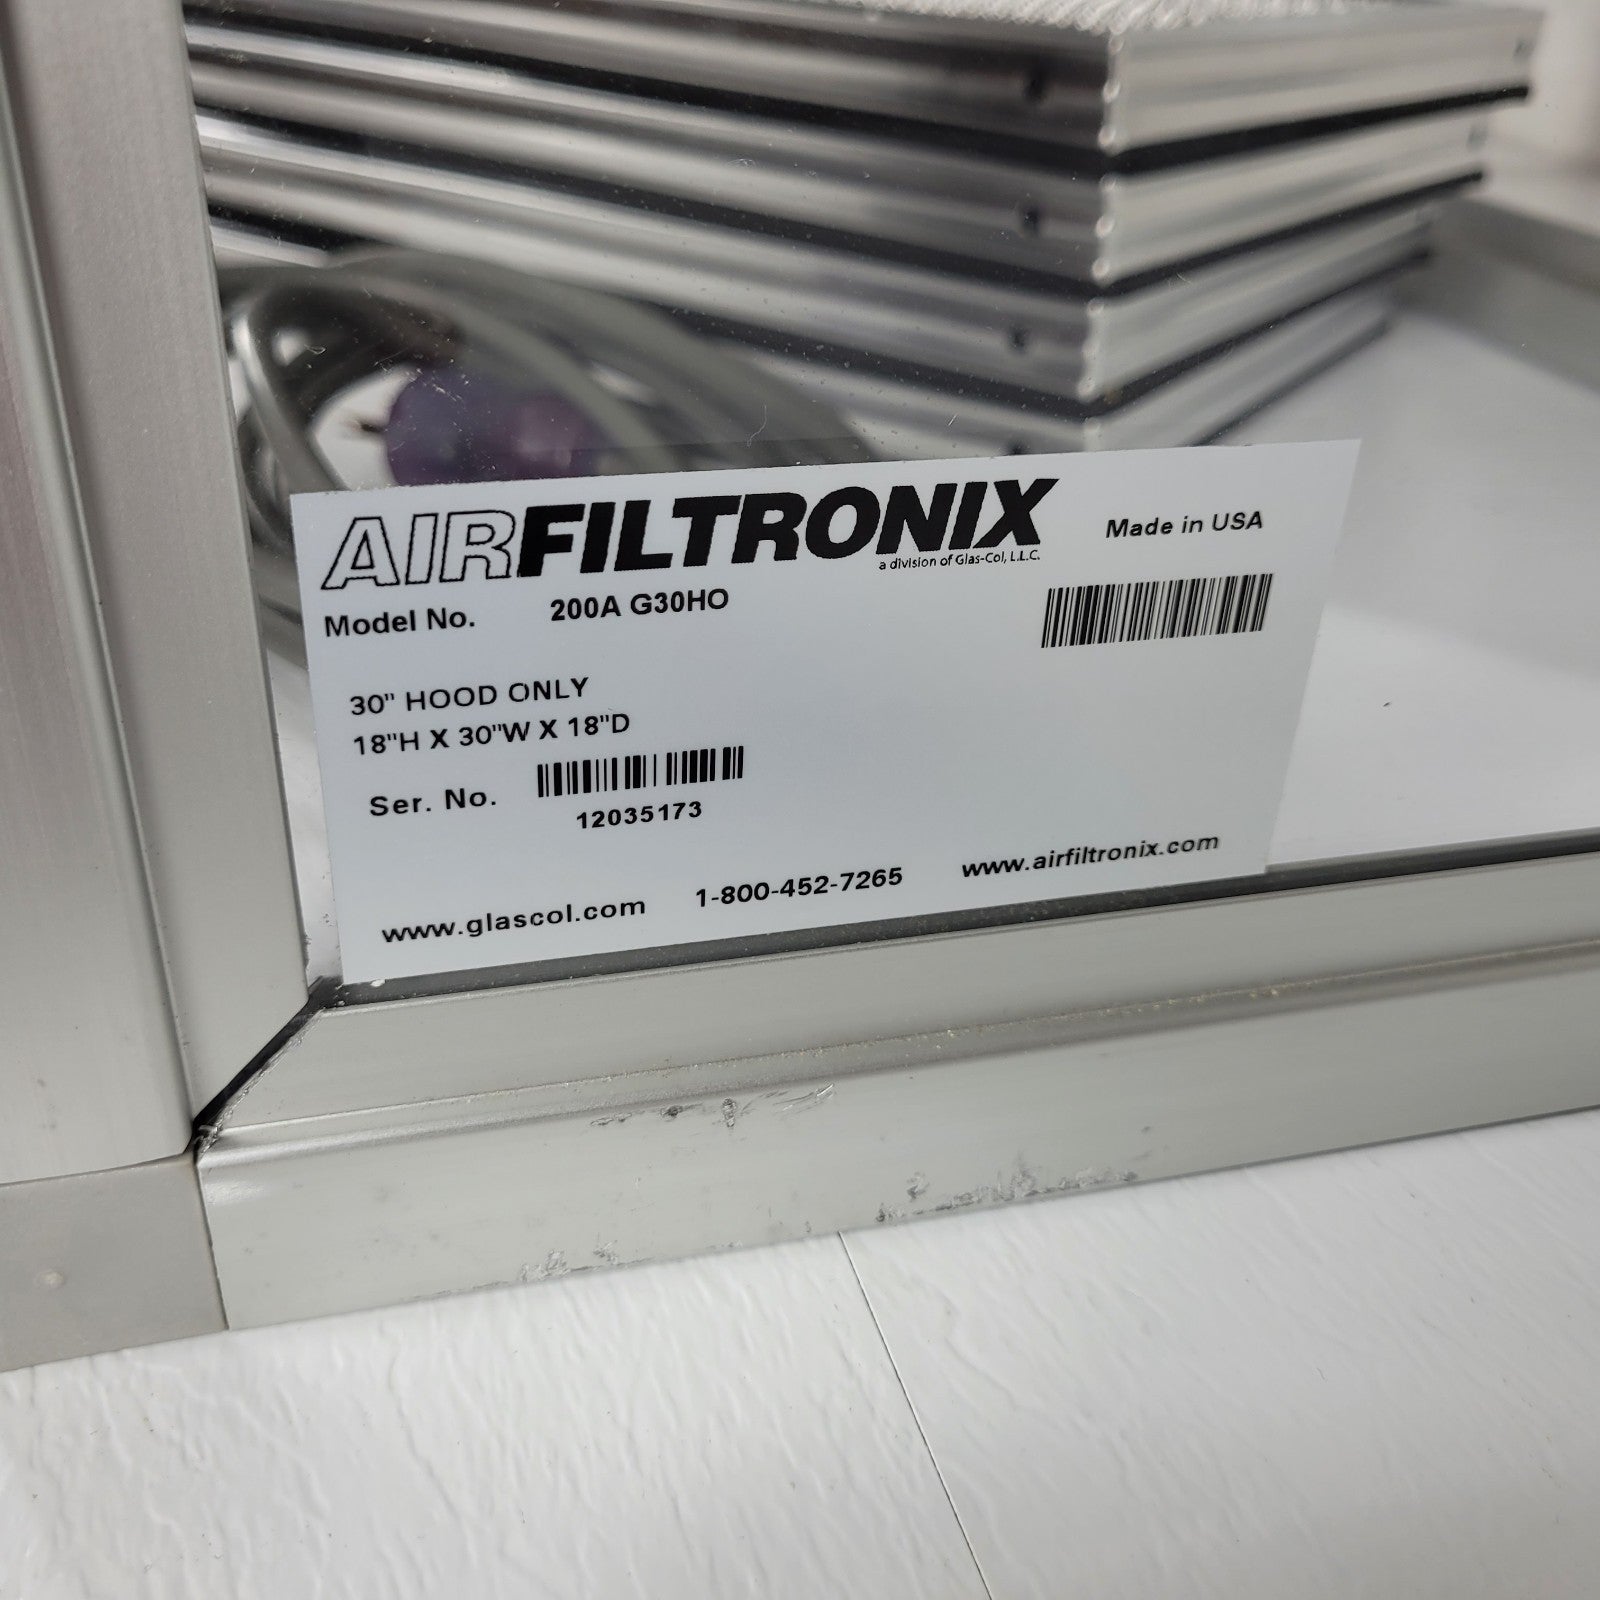 AIRFILTRONIX
a division of Glas-Col, L.L.C.
Made in USA
Model No. 200A G30HO
30" HOOD ONLY
18"H X 30"W X 18"D
Ser. No.
12035173
www.glascol.com 1-800-452-7265 www.airfiltronix.com